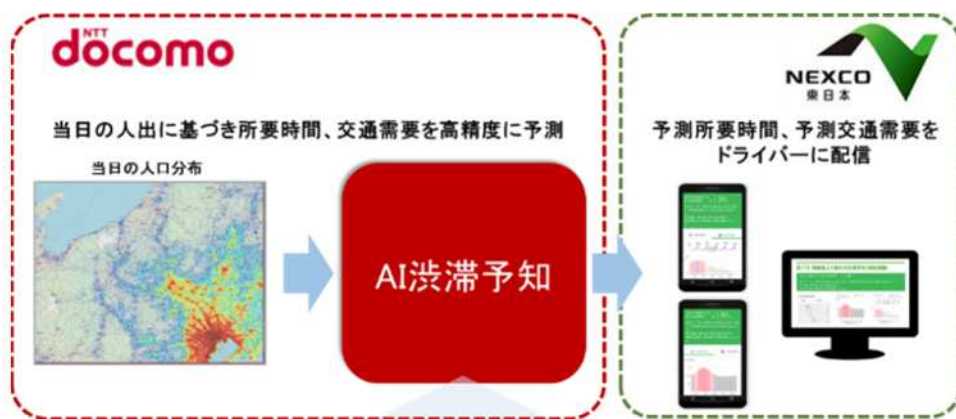 NTT
docomo
当日の人出に基づき所要時間、交通需要を高精度に予測
当日の人口分布
AI渋滞予知
NEXCO
東日本
予測所要時間、予測交通需要を
ドライバーに配信